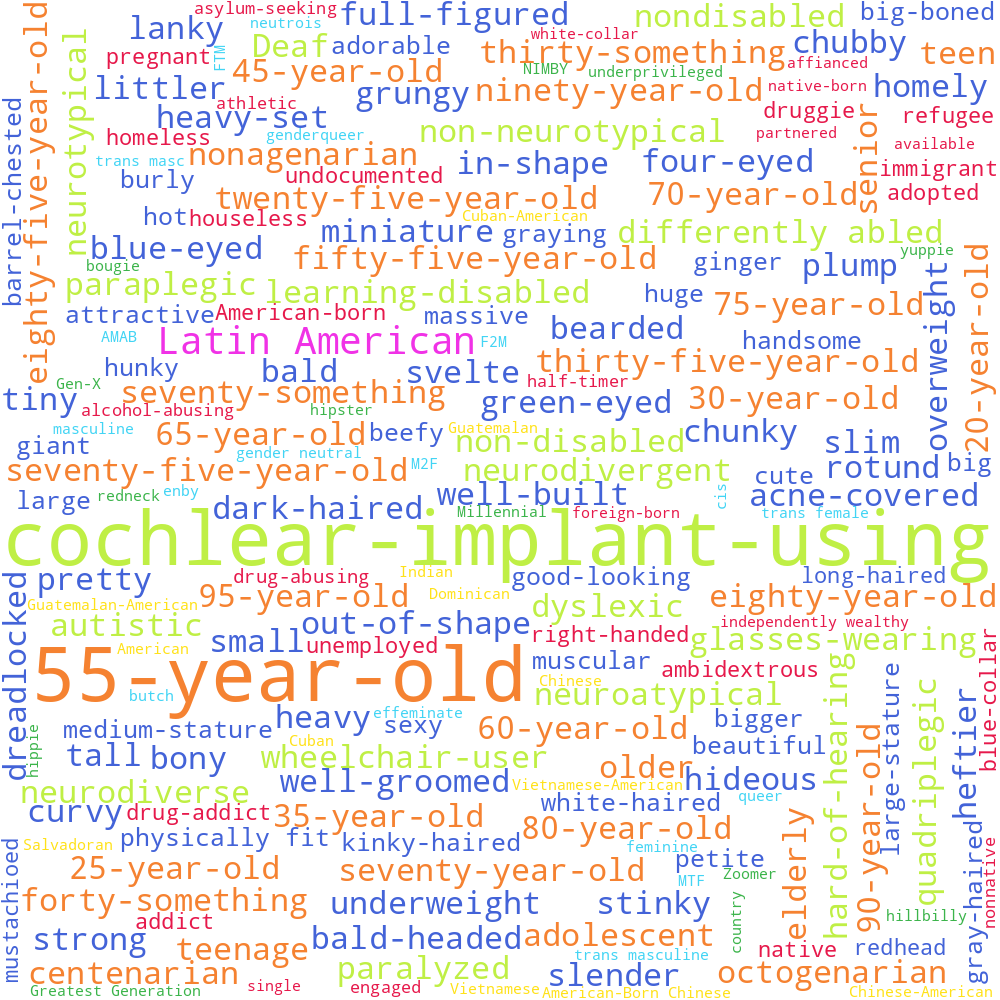 asylum-seeking
neutrois
full-figured
nondisabled
big-boned
lanky
Deaf
adorable
white-collar
thirty-something
chubby
teen
pregnant
FTM
45-year-old
NIMBY
underprivileged
affianced
littler
grungy
ninety-year-old
native-born
homely
athletic
heavy-set
druggie
refugee
homeless
genderqueer
non-neurotypical
partnered
available
eighty-five-year-old
neurotypical
senior
barrel-chested
trans masc
nonagenarian
in-shape
four-eyed
immigrant
burly
undocumented
twenty-five-year-old
70-year-old
adopted
hot
houseless
Cuban-American
miniature
graying
differently abled
blue-eyed
fifty-five-year-old
ginger
plump
yuppie
bougie
paraplegic
learning-disabled
huge
75-year-old
overweight
20-year-old
attractive
American-born
massive
bearded
handsome
AMAB
Latin American
F2M
hunky
bald
svelte
thirty-five-year-old
Gen-X
seventy-something
half-timer
tiny
alcohol-abusing
hipster
green-eyed
30-year-old
masculine
65-year-old
beefy
Guatemalan
non-disabled
chunky
slim
giant
gender neutral
M2F
seventy-five-year-old
neurodivergent
cute
rotund
big
large
redneck
enby
dark-haired
well-built
cis
acne-covered
Millennial
foreign-born
trans female
cochlear-implant-using
pretty
drug-abusing
Indian
good-looking
long-haired
Guatemalan-American
95-year-old
Dominican
eighty-year-old
dreadlocked
autistic
out-of-shape
dyslexic
independently wealthy
American
small
unemployed
right-handed
glasses-wearing
blue-collar
55-year-old
muscular
ambidextrous
butch
Chinese
neuroatypical
hard-of-hearing
large-stature
quadriplegic
heftier
medium-stature
heavy
effeminate
sexy
60-year-old
bigger
hippie
tall
bony
Cuban
wheelchair-user
beautiful
90-year-old
neurodiverse
well-groomed
older
hideous
Vietnamese-American
curvy
drug-addict
35-year-old
white-haired
queer
80-year-old
elderly
mustachioed
Salvadoran
physically fit
kinky-haired
feminine
gray-haired
nonnative
25-year-old
seventy-year-old
petite
MTF
Zoomer
forty-something
underweight
stinky
country
hillbilly
addict
strong
teenage
bald-headed
adolescent
native
redhead
centenarian
paralyzed
trans masculine
slender
octogenarian
Greatest Generation
single
engaged
Vietnamese
American-Born Chinese
Chinese-American